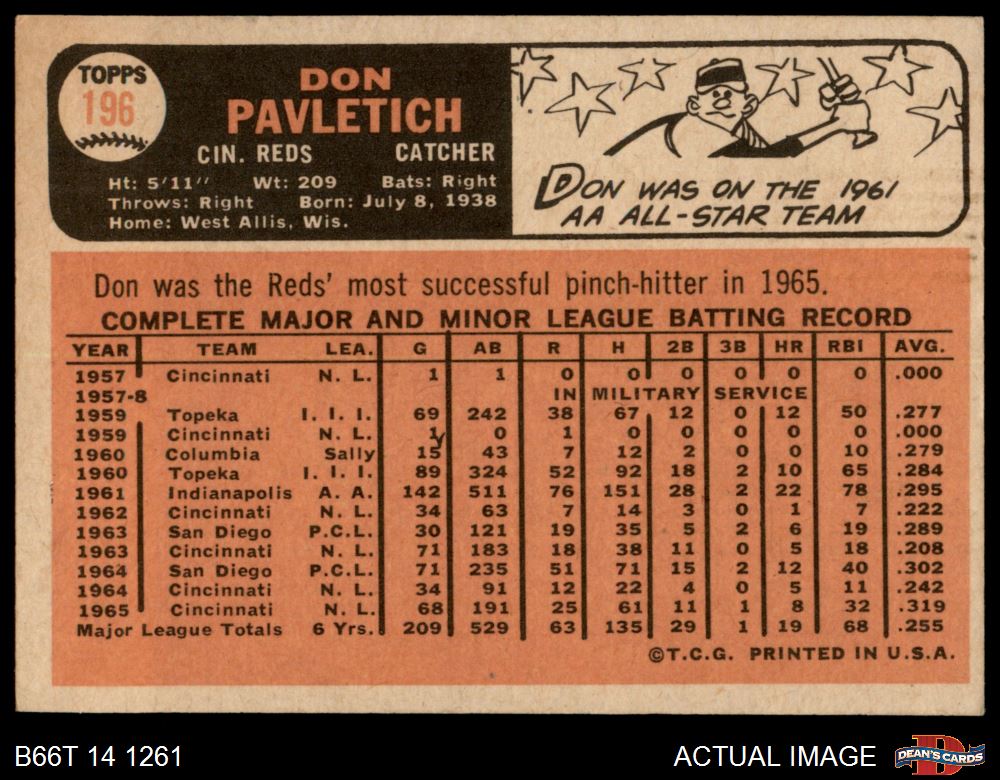 TOPPS
196
DON
PAVLETICH
CIN. REDS CATCHER
Ht: 5'11" Wt: 209 Bats: Right
Throws: Right Born: July 8, 1938
Home: West Allis, Wis.
DON WAS ON THE 1961
AA ALL-STAR TEAM
Don was the Reds' most successful pinch-hitter in 1965.
COMPLETE MAJOR AND MINOR LEAGUE BATTING RECORD
YEAR TEAM LEA. G AB R H 2B 3B HR RBI AVG.
1957 Cincinnati N. L. 1 1 0 0 0 0 0 0 .000
1957-8 IN MILITARY SERVICE
1959 Topeka I. I. I. 69 242 38 67 12 0 12 50 .277
1959 Cincinnati N. L. 1 0 1 0 0 0 0 0 .000
1960 Columbia Sally 15 43 7 12 2 0 0 10 .279
1960 Topeka I. I. I. 89 324 52 92 18 2 10 65 .284
1961 Indianapolis A. A. 142 511 76 151 28 2 22 78 .295
1962 Cincinnati N. L. 34 63 7 14 3 0 1 7 .222
1963 San Diego P.C.L. 30 121 19 35 5 2 6 19 .289
1963 Cincinnati N. L. 71 183 18 38 11 0 5 18 .208
1964 San Diego P.C.L. 71 235 51 71 15 2 12 40 .302
1964 Cincinnati N. L. 34 91 12 22 4 0 5 11 .242
1965 Cincinnati N. L. 68 191 25 61 11 1 8 32 .319
Major League Totals 6 Yrs. 209 529 63 135 29 1 19 68 .255
©T.C.G. PRINTED IN U.S.A.
B66T 14 1261 ACTUAL IMAGE DEAN'S CARDS